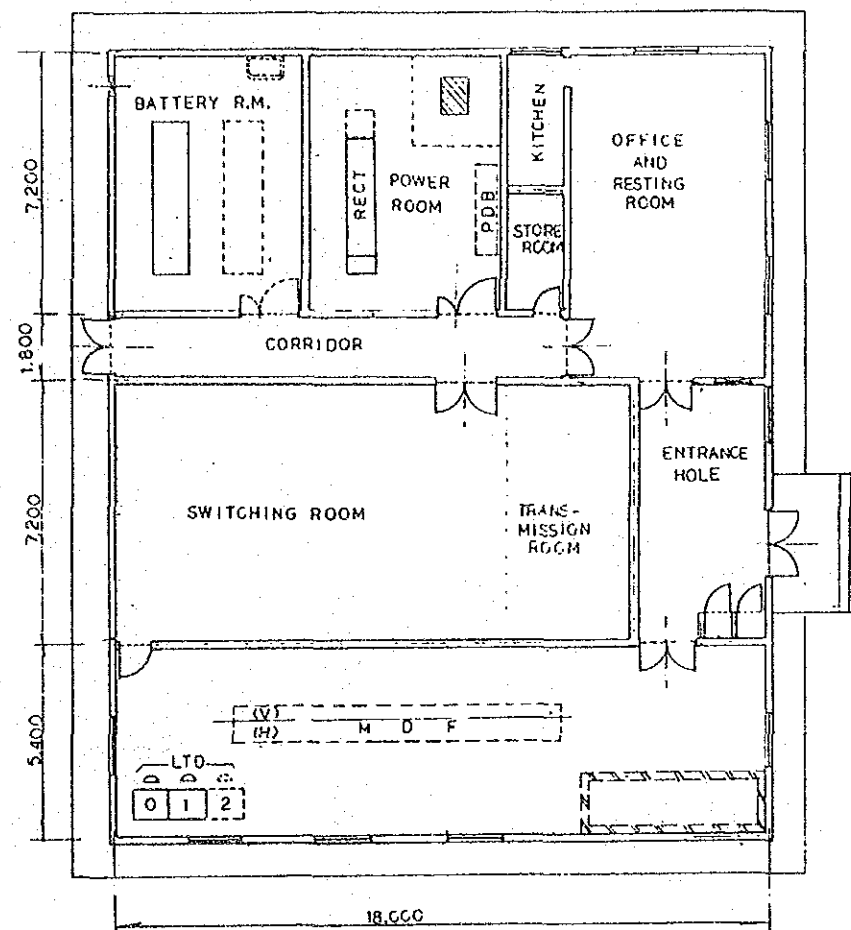 BATTERY R.M.
RECT
POWER
ROOM
PDB
KITCHEN
STORE
ROOM
OFFICE
AND
RESTING
ROOM
7,200
1,800
CORRIDOR
ENTRANCE
HOLE
SWITCHING ROOM
TRANS-
MISSION
ROOM
7,200
(V)
(H)
M D F
LTD
0 1 2
5,400
18,000